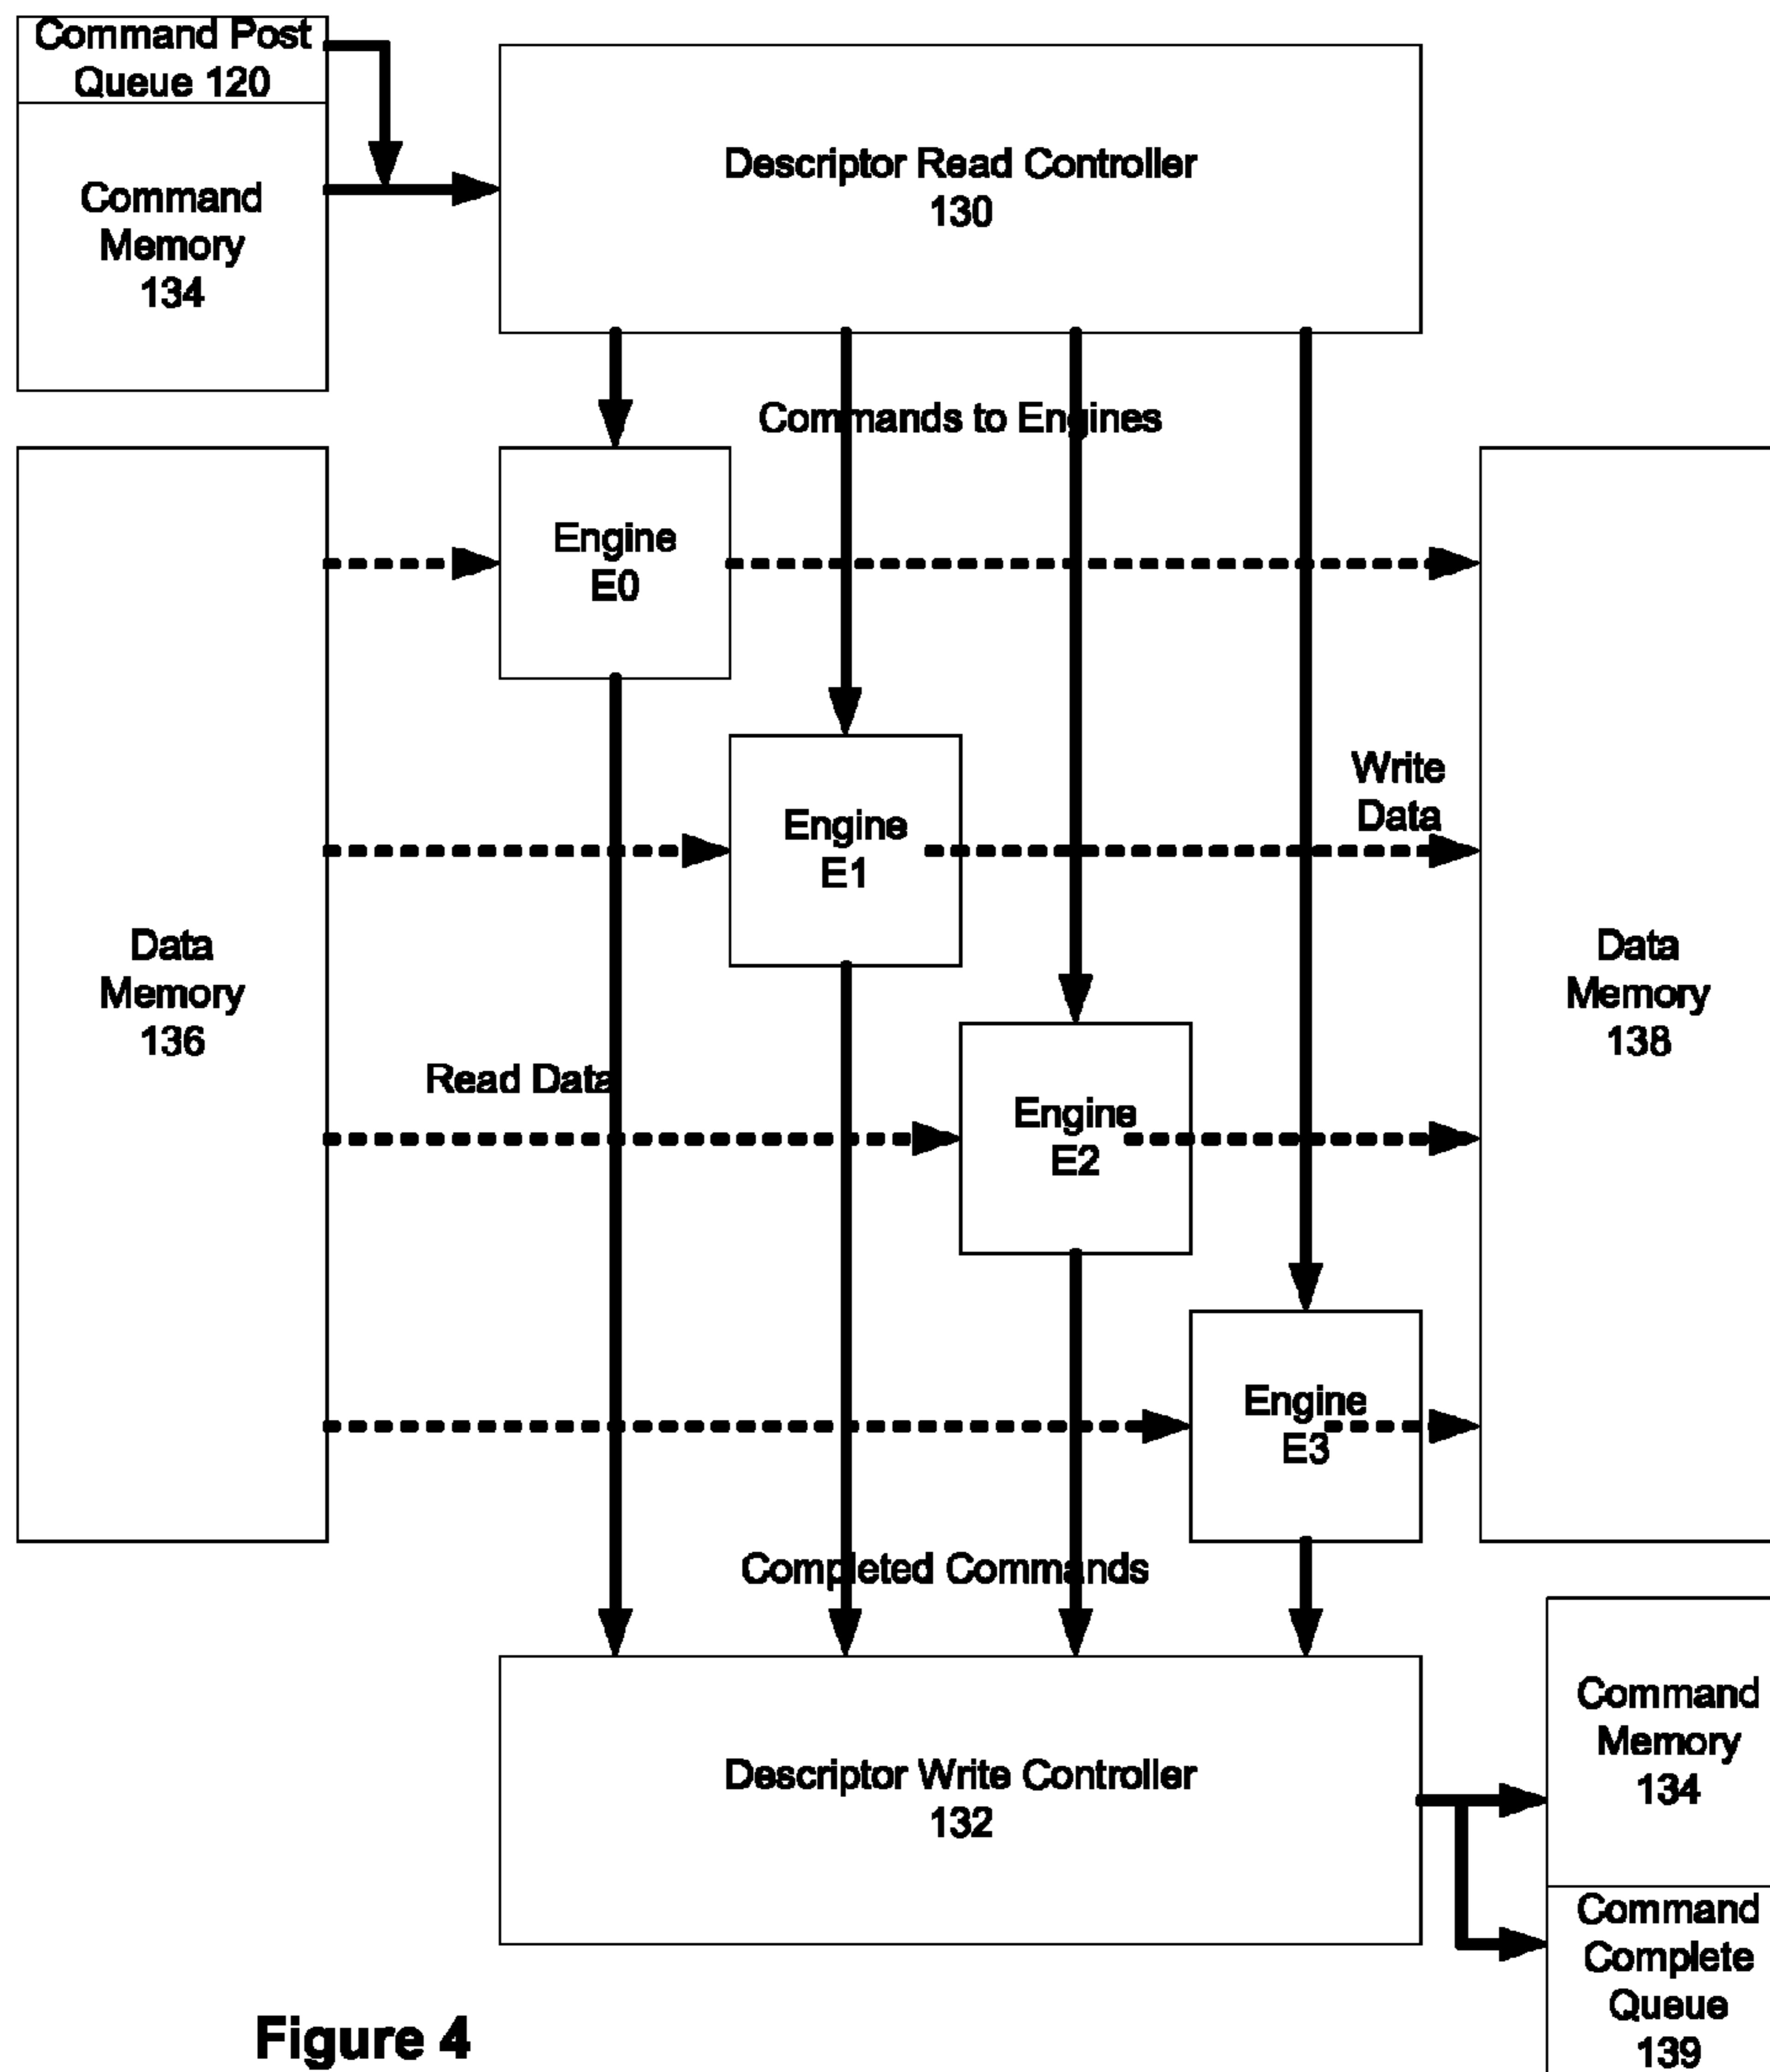 Command Post
Queue 120
Command
Memory
134
Descriptor Read Controller
130
Commands to Engines
Engine
E0
Write
Data
Engine
E1
Data
Memory
136
Data
Memory
138
Read Data
Engine
E2
Engine
E3
Completed Commands
Descriptor Write Controller
132
Command
Memory
134
Command
Complete
Queue
139
Figure 4